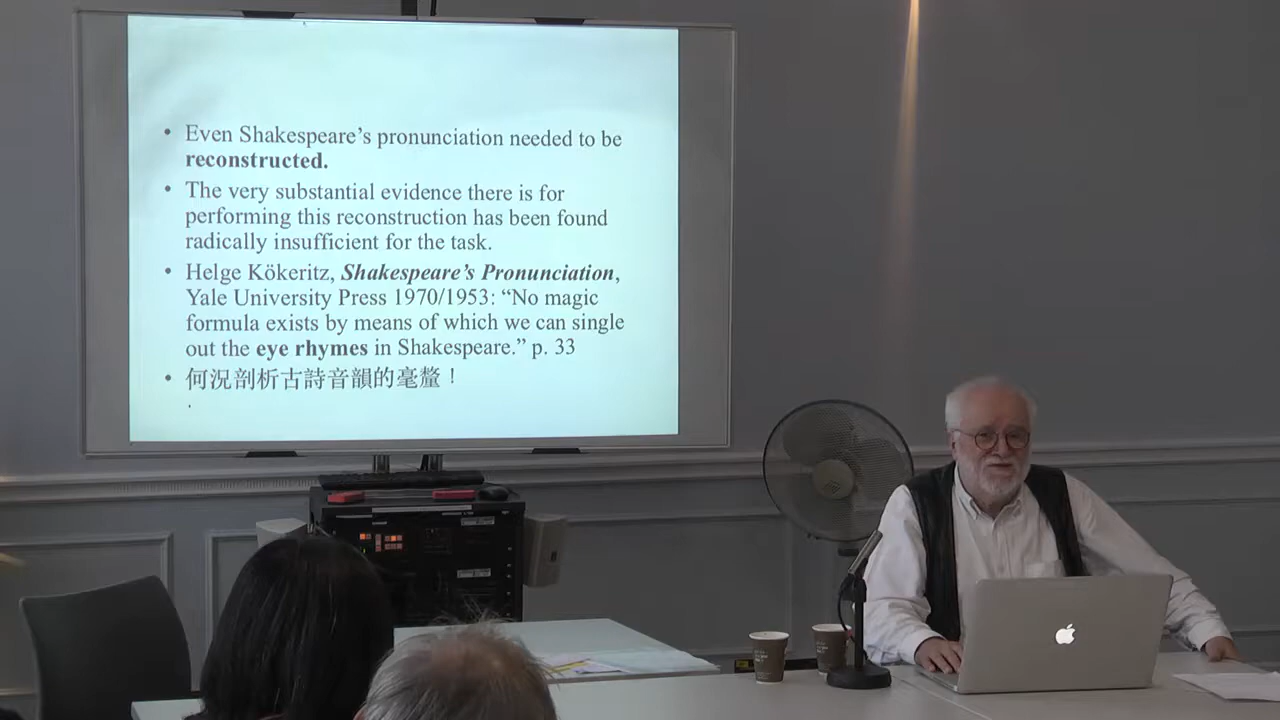 • Even Shakespeare's pronunciation needed to be
reconstructed.
• The very substantial evidence there is for
performing this reconstruction has been found
radically insufficient for the task.
• Helge Kökeritz, Shakespeare's Pronunciation,
Yale University Press 1970/1953: “No magic
formula exists by means of which we can single
out the eye rhymes in Shakespeare.” p. 33
• 何況剖析古詩音韻的毫釐！
.